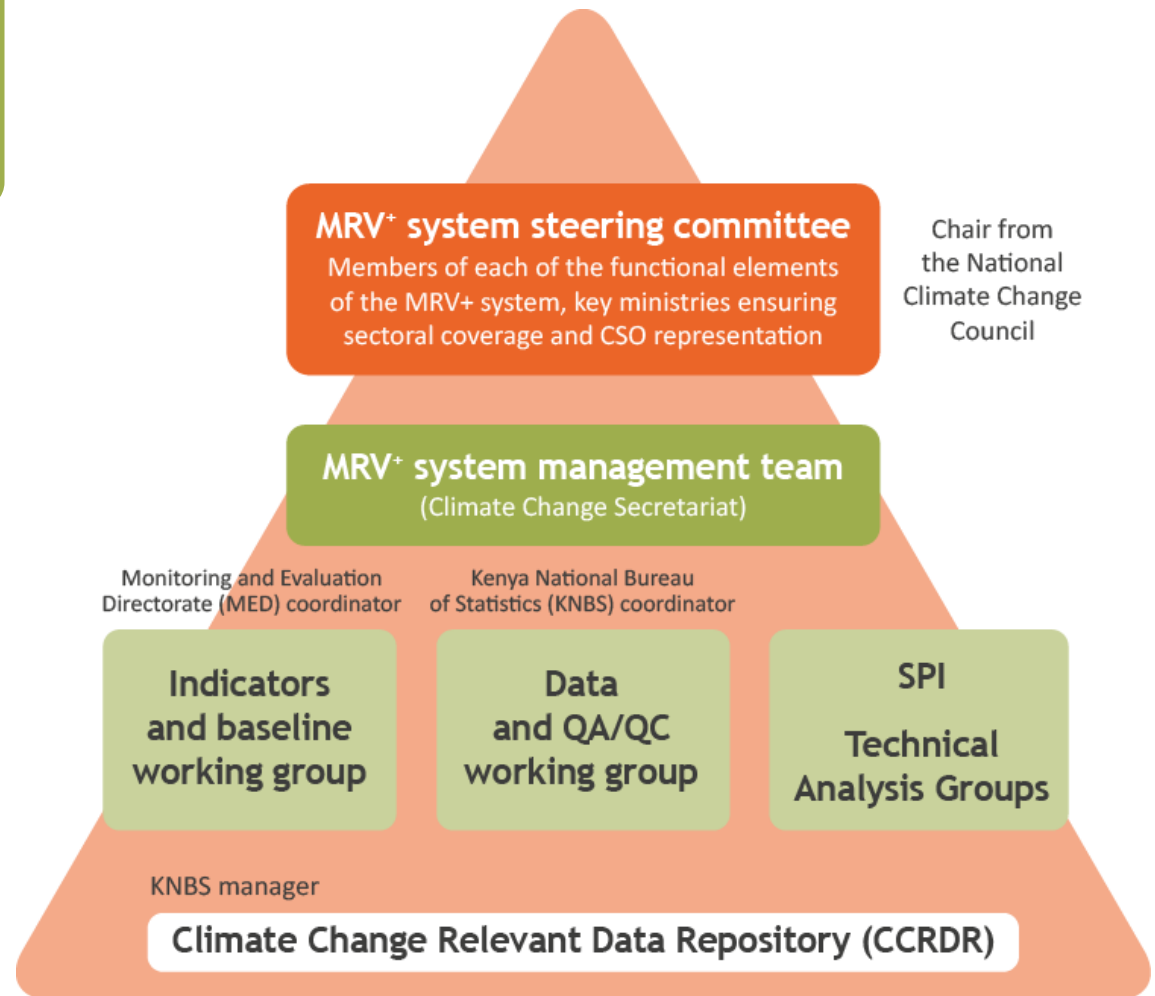 MRV+ system steering committee
Members of each of the functional elements
of the MRV+ system, key ministries ensuring
sectoral coverage and CSO representation
Chair from
the National
Climate Change
Council
MRV+ system management team
(Climate Change Secretariat)
Monitoring and Evaluation
Directorate (MED) coordinator
Indicators
and baseline
working group
Kenya National Bureau
of Statistics (KNBS) coordinator
Data
and QA/QC
working group
SPI
Technical
Analysis Groups
KNBS manager
Climate Change Relevant Data Repository (CCRDR)